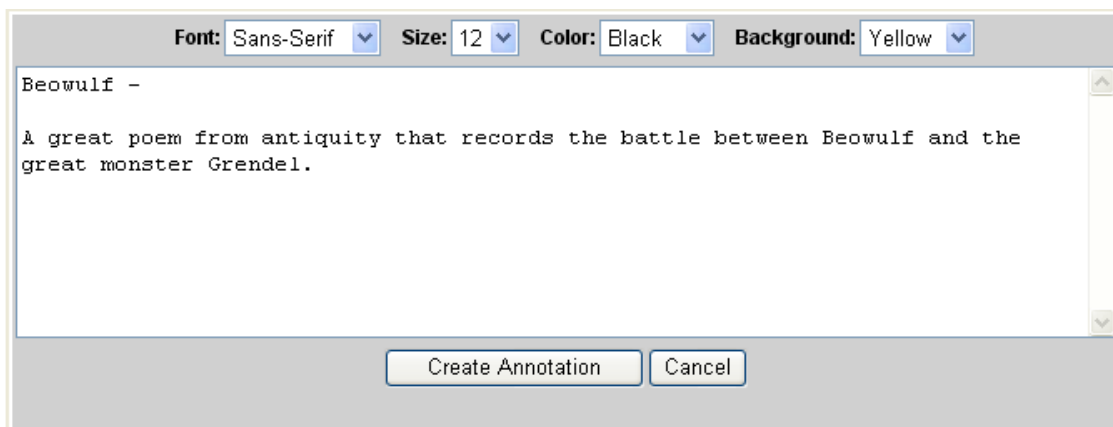 Font: Sans-Serif Size: 12 Color: Black Background: Yellow
Beowulf -
A great poem from antiquity that records the battle between Beowulf and the
great monster Grendel.
Create Annotation Cancel